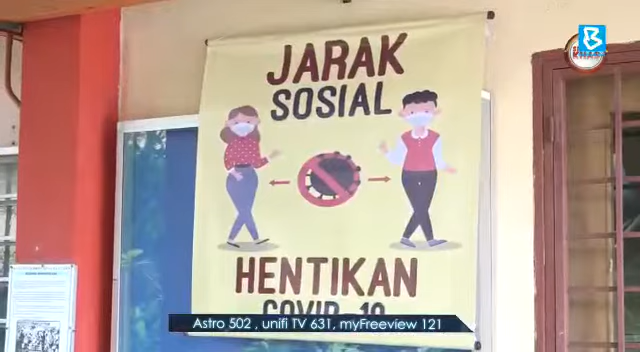 JARAK
SOSIAL
HENTIKAN
COVID-19
Astro 502 , unifi TV 631, myFreeview 121
B